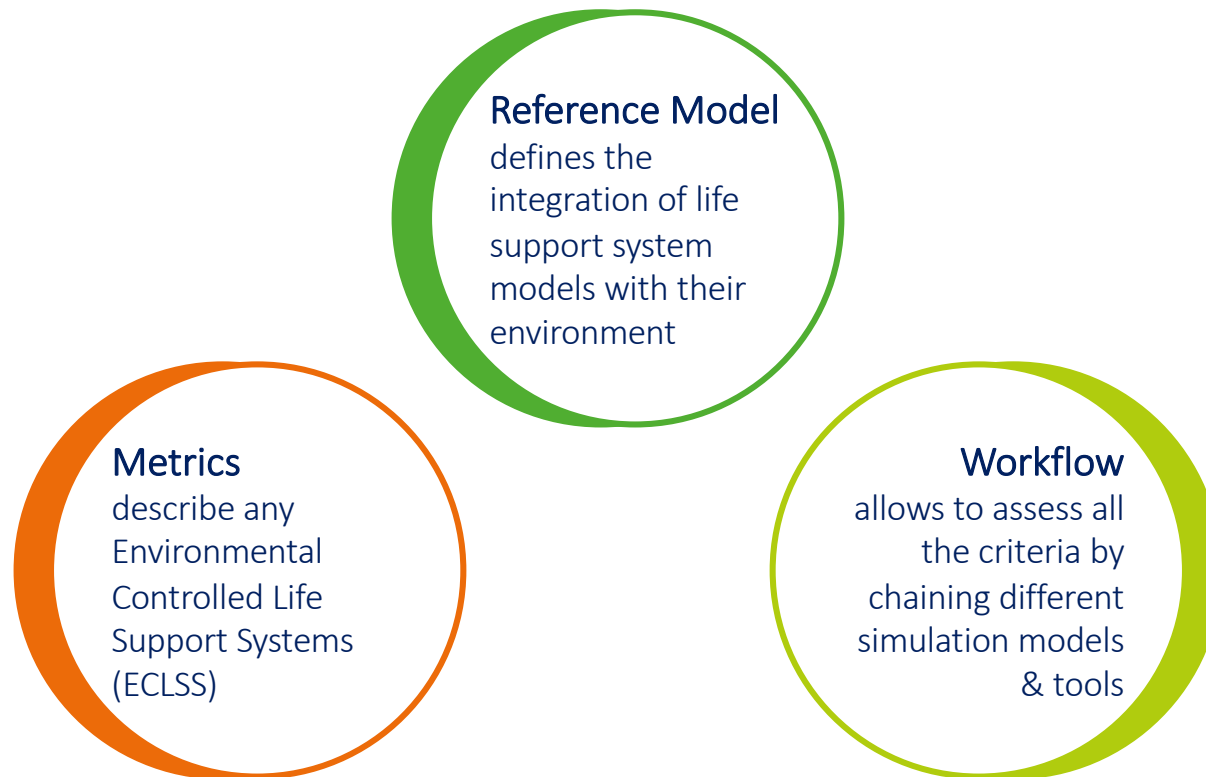 Reference Model
defines the
integration of life
support system
models with their
environment
Metrics
describe any
Environmental
Controlled Life
Support Systems
(ECLSS)
Workflow
allows to assess all
the criteria by
chaining different
simulation models
& tools